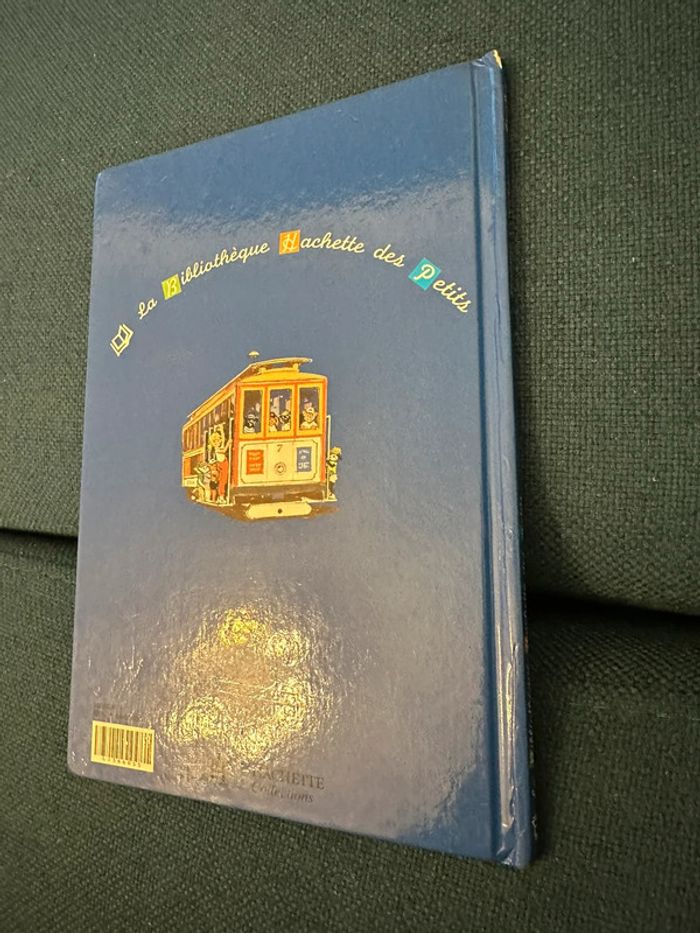 La Bibliothèque Hachette des Petits
7
HACHETTE
Collections